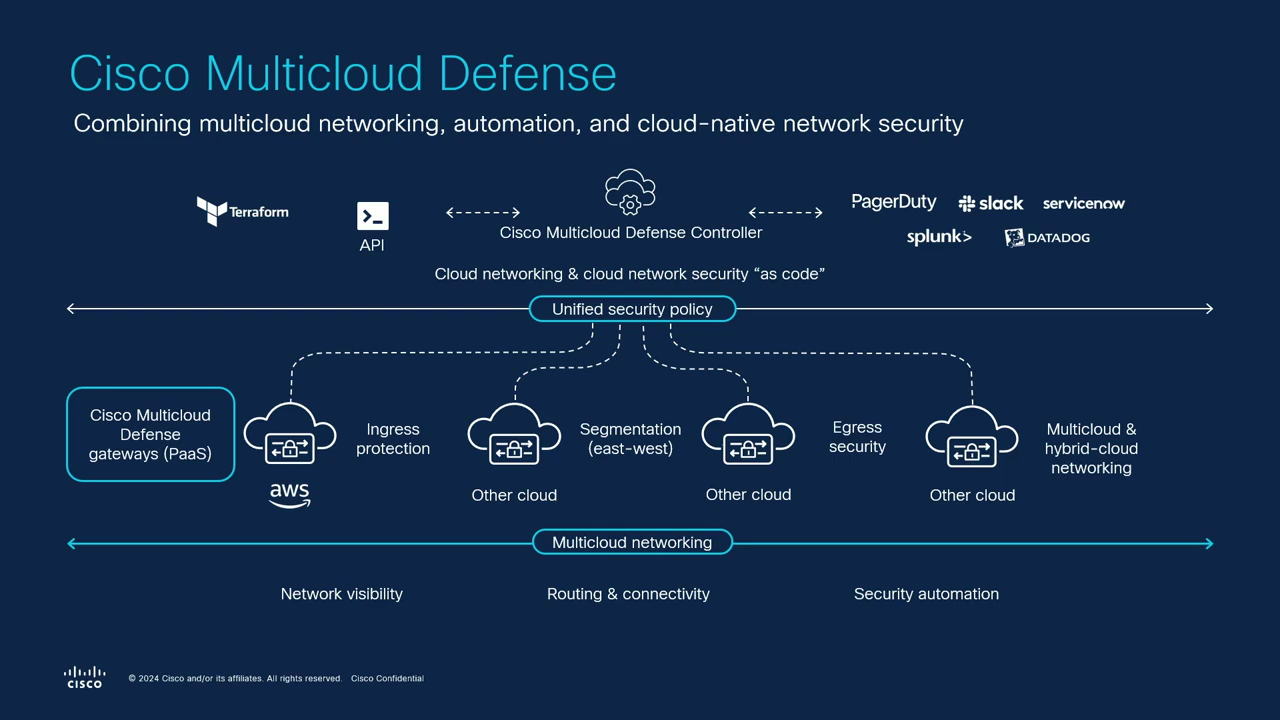 Cisco Multicloud Defense
Combining multicloud networking, automation, and cloud-native network security
Terraform
API
Cisco Multicloud Defense Controller
PagerDuty
slack
servicenow
splunk>
DATADOG
Cloud networking & cloud network security “as code”
Unified security policy
Cisco Multicloud
Defense
gateways (PaaS)
aws
Ingress
protection
Other cloud
Segmentation
(east-west)
Other cloud
Egress
security
Other cloud
Multicloud &
hybrid-cloud
networking
Multicloud networking
Network visibility
Routing & connectivity
Security automation
CISCO
© 2024 Cisco and/or its affiliates. All rights reserved. Cisco Confidential